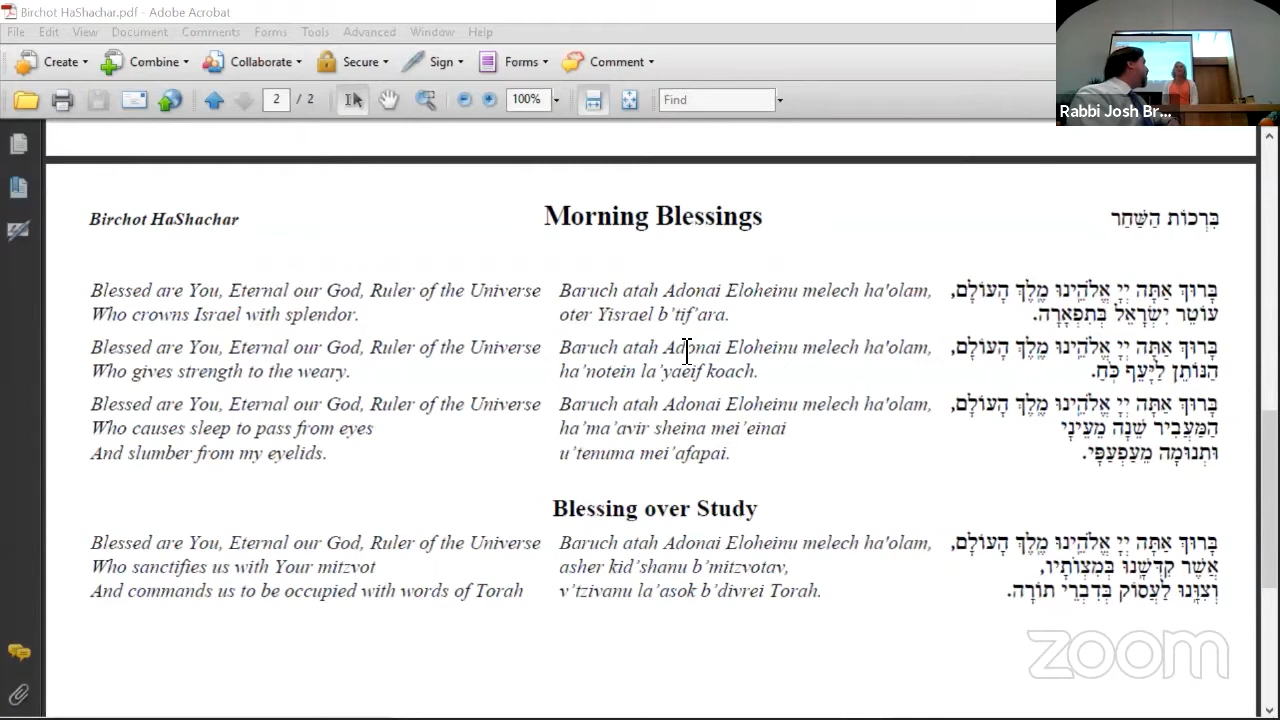 Birchot HaShachar.pdf - Adobe Acrobat
File Edit View Document Comments Forms Tools Advanced Window Help
Create Combine Collaborate Secure Sign Forms Comment
2 / 2 100% Find
Rabbi Josh Br...
Birchot HaShachar Morning Blessings בִּרְכוֹת הַשַּׁחַר
Blessed are You, Eternal our God, Ruler of the Universe Baruch atah Adonai Eloheinu melech ha'olam, בָּרוּךְ אַתָּה יְיָ אֱלֹהֵינוּ מֶלֶךְ הָעוֹלָם,
Who crowns Israel with splendor. oter Yisrael b’tif’ara. עוֹטֵר יִשְׂרָאֵל בְּתִפְאָרָה.
Blessed are You, Eternal our God, Ruler of the Universe Baruch atah Adonai Eloheinu melech ha'olam, בָּרוּךְ אַתָּה יְיָ אֱלֹהֵינוּ מֶלֶךְ הָעוֹלָם,
Who gives strength to the weary. ha’notein la’yaeif koach. הַנּוֹתֵן לַיָּעֵף כֹּחַ.
Blessed are You, Eternal our God, Ruler of the Universe Baruch atah Adonai Eloheinu melech ha'olam, בָּרוּךְ אַתָּה יְיָ אֱלֹהֵינוּ מֶלֶךְ הָעוֹלָם,
Who causes sleep to pass from eyes ha’ma’avir sheina mei’einai הַמַּעֲבִיר שֵׁנָה מֵעֵינָי
And slumber from my eyelids. u’tenuma mei’afapai. וּתְנוּמָה מֵעַפְעַפָּי.
Blessing over Study
Blessed are You, Eternal our God, Ruler of the Universe Baruch atah Adonai Eloheinu melech ha'olam, בָּרוּךְ אַתָּה יְיָ אֱלֹהֵינוּ מֶלֶךְ הָעוֹלָם,
Who sanctifies us with Your mitzvot asher kid’shanu b’mitzvotav, אֲשֶׁר קִדְּשָׁנוּ בְּמִצְוֹתָיו,
And commands us to be occupied with words of Torah v’tzivanu la’asok b’divrei Torah. וְצִוָּנוּ לַעֲסוֹק בְּדִבְרֵי תוֹרָה.
zoom